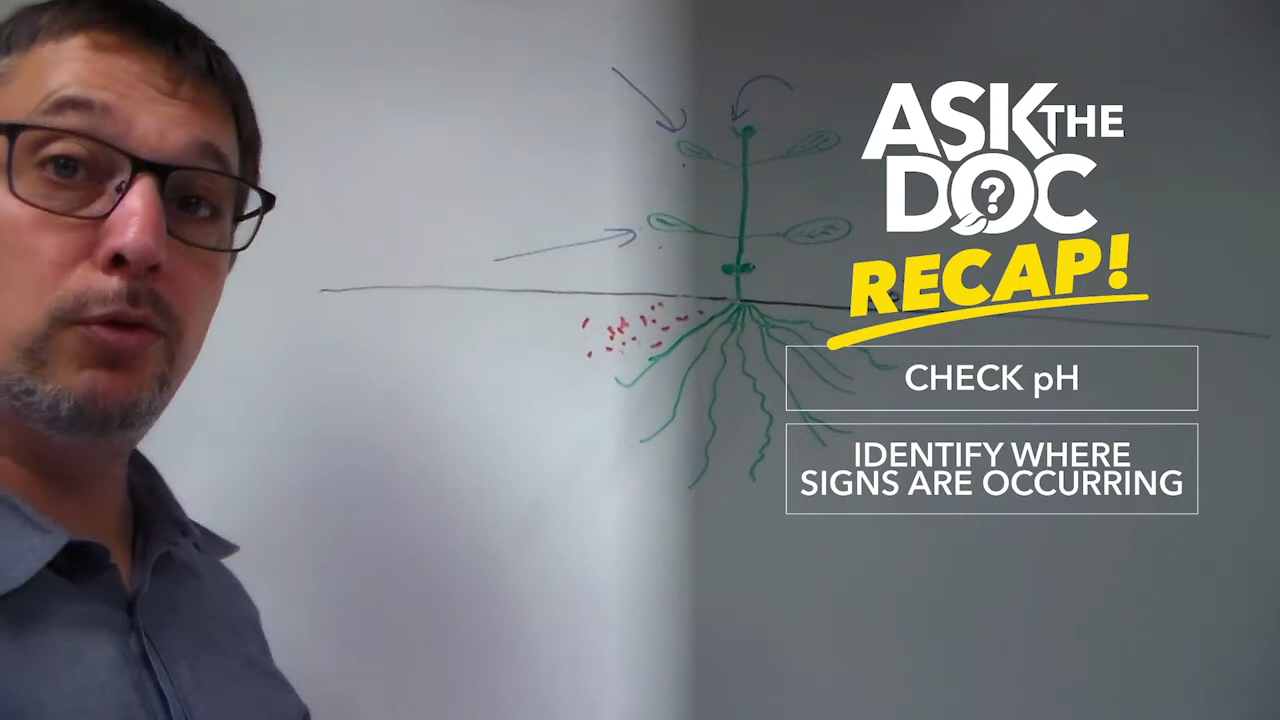 ASK THE
DOC
?
RECAP!
CHECK pH
IDENTIFY WHERE
SIGNS ARE OCCURRING